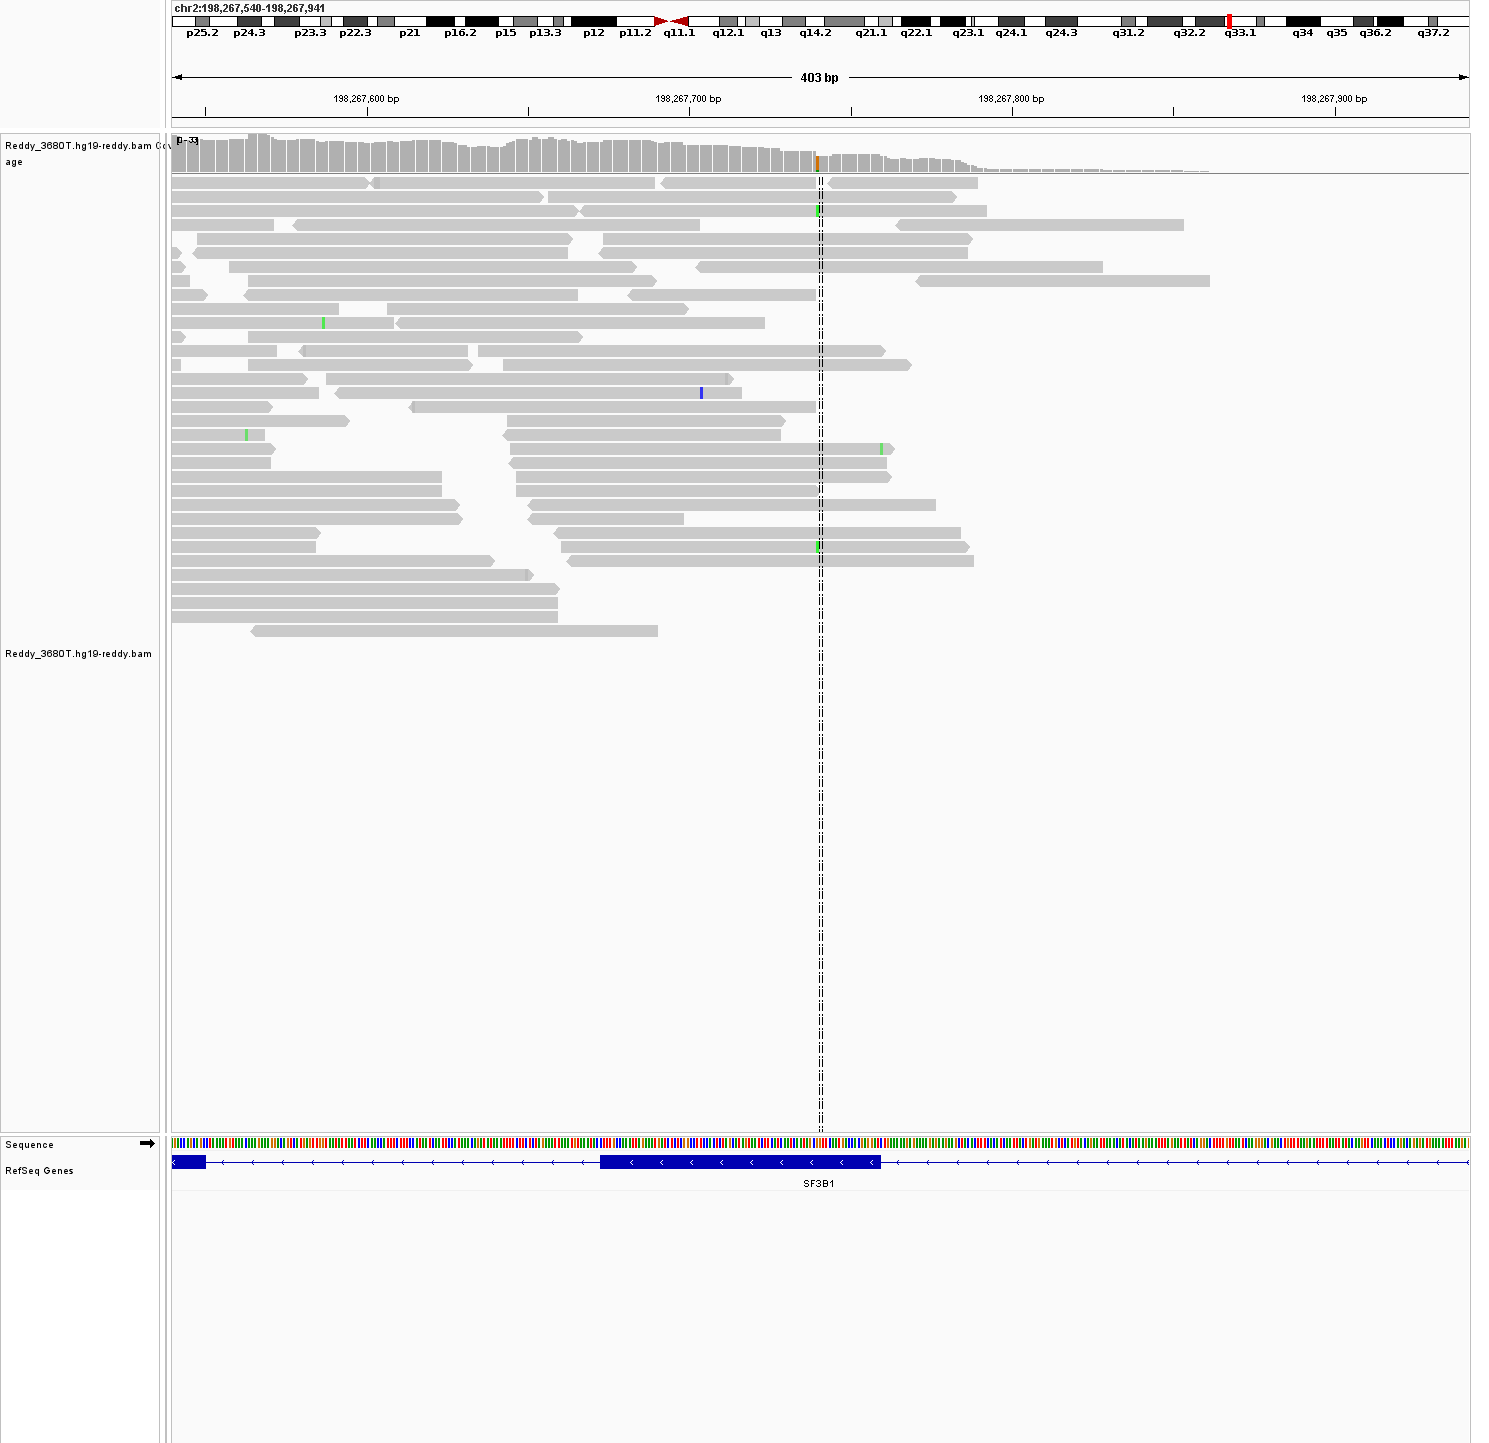 chr2:198,267,540-198,267,941
p25.2 p24.3 p23.3 p22.3 p21 p16.2 p15 p13.3 p12 p11.2 q11.1 q12.1 q13 q14.2 q21.1 q22.1 q23.1 q24.1 q24.3 q31.2 q32.2 q33.1 q34 q35 q36.2 q37.2
403 bp
198,267,600 bp 198,267,700 bp 198,267,800 bp 198,267,900 bp
Reddy_3680T.hg19-reddy.bam Cov
age
Reddy_3680T.hg19-reddy.bam
Sequence
RefSeq Genes
SF3B1